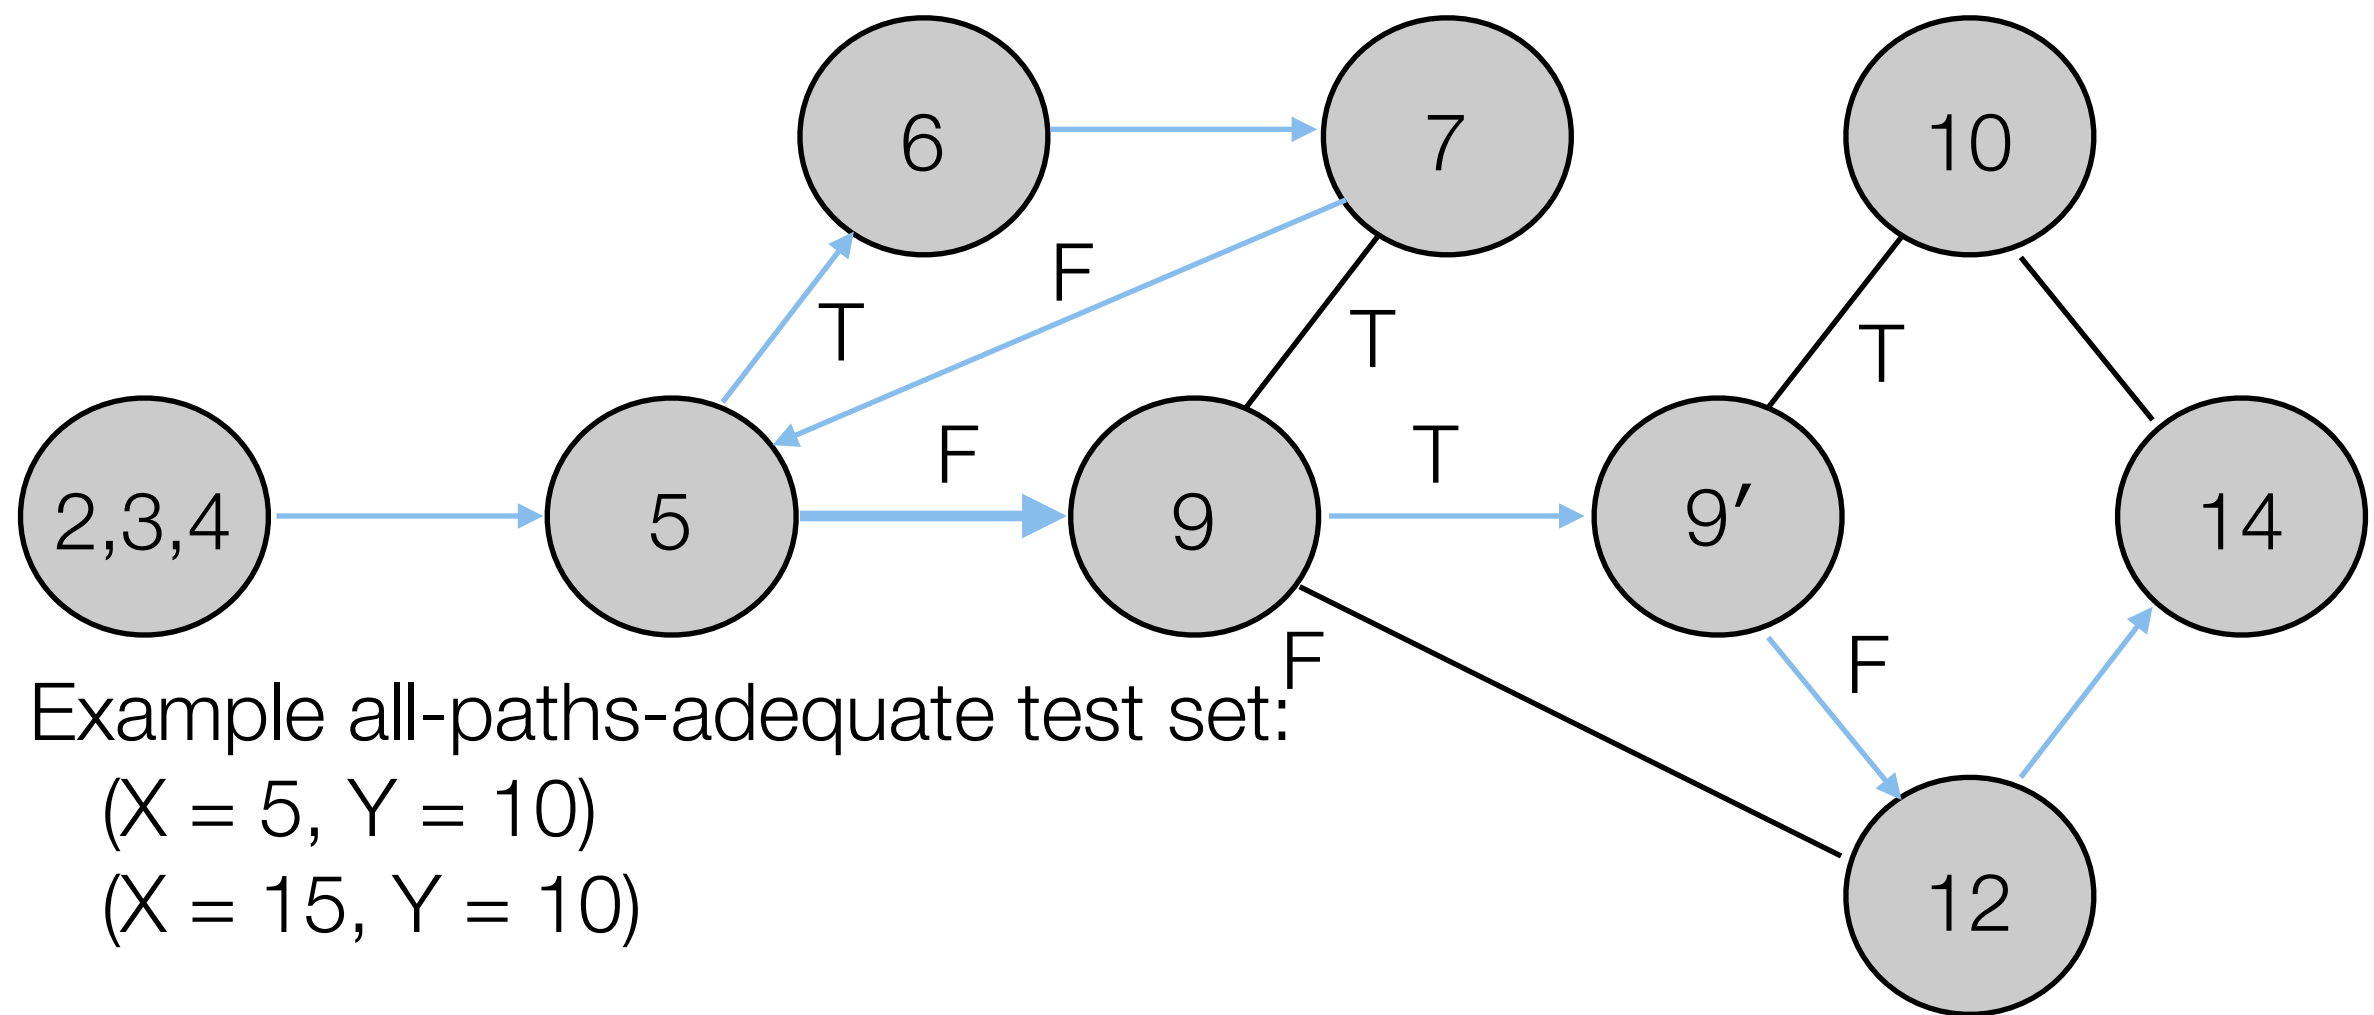 6
7
10
F
T
T
T
F
T
2,3,4
5
9
9′
14
F
F
Example all-paths-adequate test set:
(X = 5, Y = 10)
(X = 15, Y = 10)
12